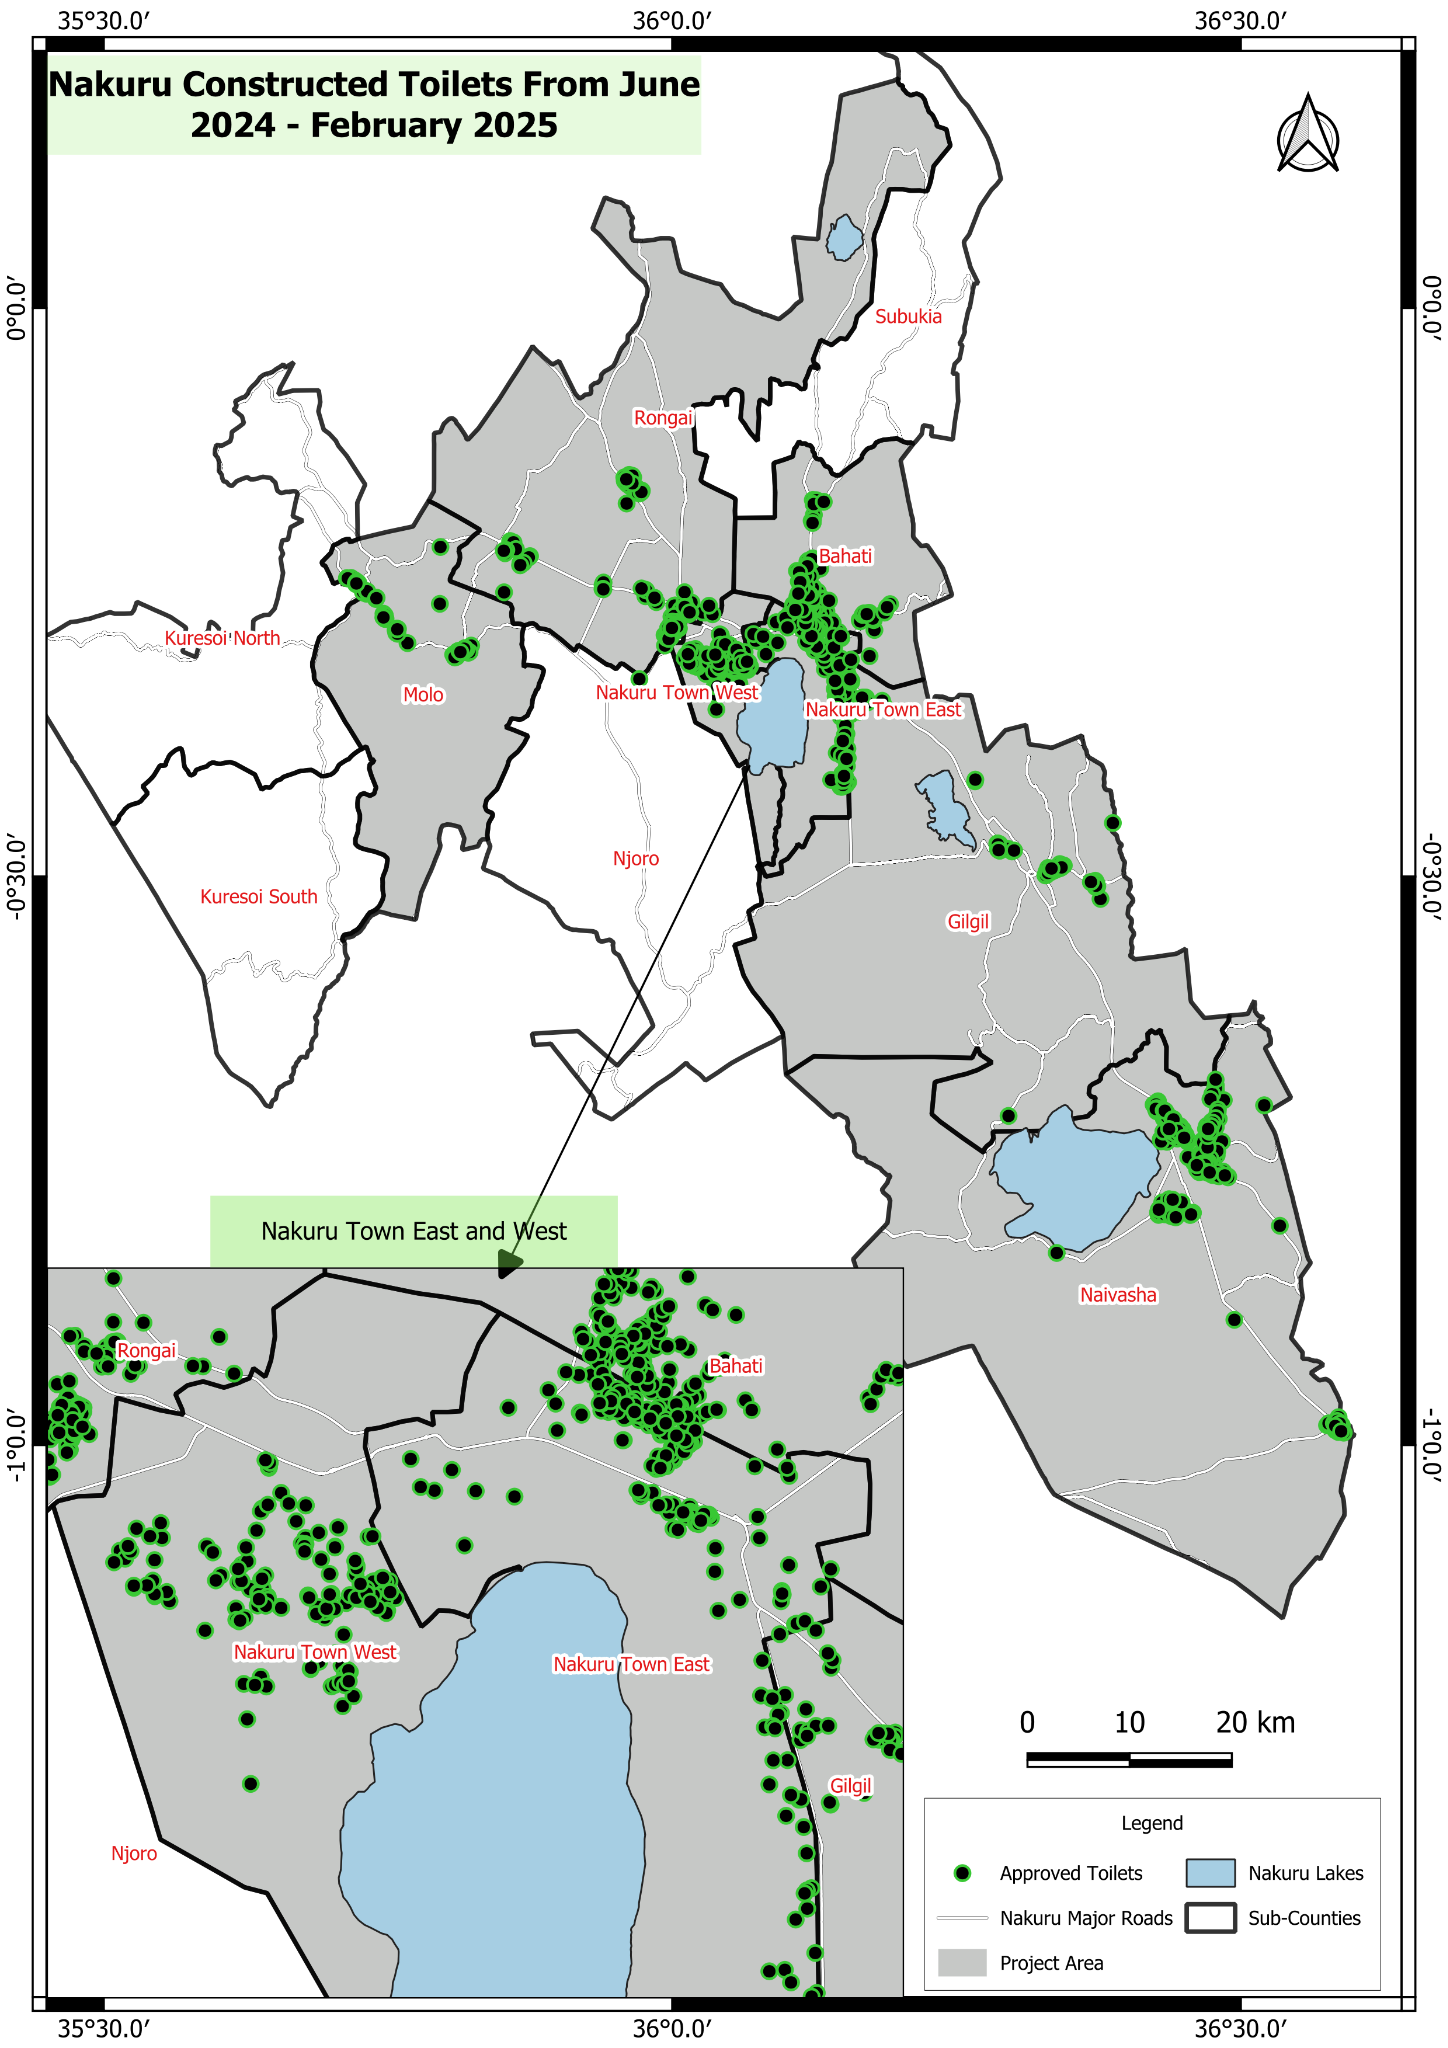 35°30.0′
36°0.0′
36°30.0′
Nakuru Constructed Toilets From June
2024 - February 2025
0°0.0′
0°0.0′
Subukia
Rongai
Bahati
Kuresoi North
Molo
Nakuru Town West
Nakuru Town East
-0°30.0′
-0°30.0′
Njoro
Kuresoi South
Gilgil
Nakuru Town East and West
Naivasha
Rongai
Bahati
-1°0.0′
-1°0.0′
Nakuru Town West
Nakuru Town East
Gilgil
Njoro
0 10 20 km
Legend
Approved Toilets
Nakuru Lakes
Nakuru Major Roads
Sub-Counties
Project Area
35°30.0′
36°0.0′
36°30.0′